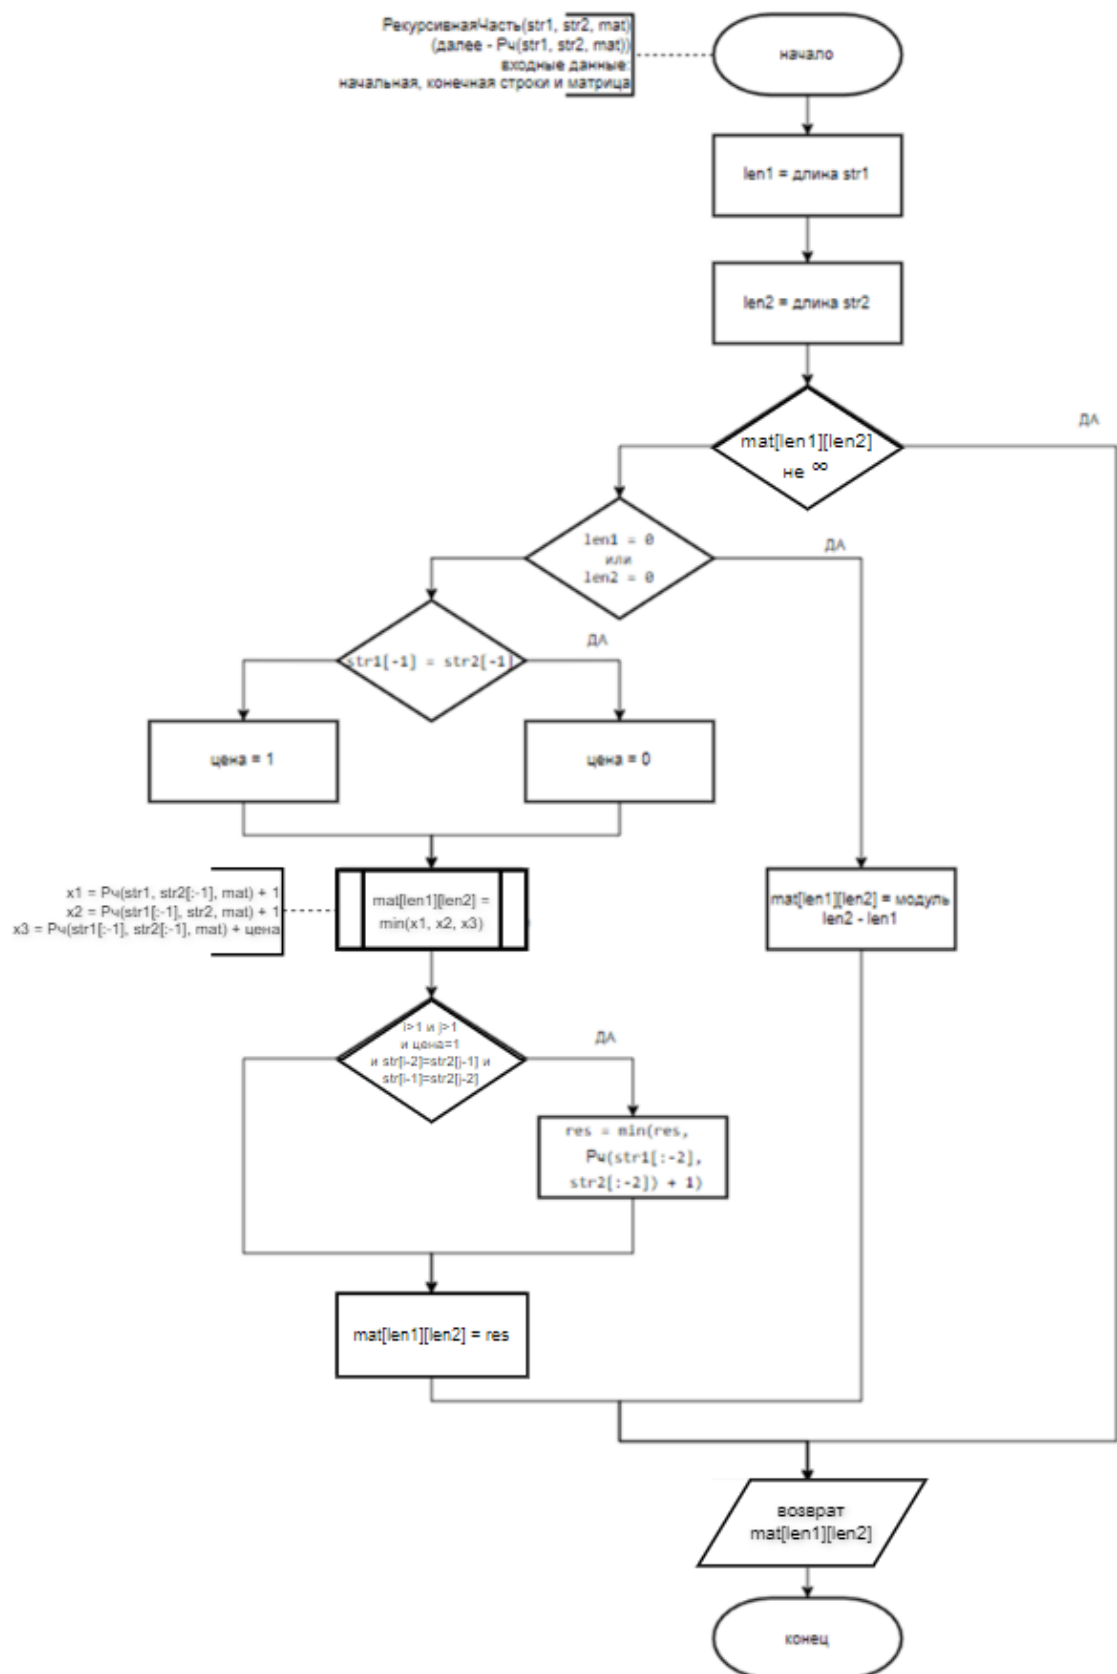 РекурсивнаяЧасть(str1, str2, mat)
(далее - Рч(str1, str2, mat))
входные данные:
начальная, конечная строки и матрица
начало
len1 = длина str1
len2 = длина str2
mat[len1][len2]
не ∞
ДА
len1 = 0
или
len2 = 0
ДА
str1[-1] = str2[-1]
ДА
цена = 1
цена = 0
x1 = Рч(str1, str2[:-1], mat) + 1
x2 = Рч(str1[:-1], str2, mat) + 1
x3 = Рч(str1[:-1], str2[:-1], mat) + цена
mat[len1][len2] =
min(x1, x2, x3)
mat[len1][len2] = модуль
len2 - len1
i>1 и j>1
и цена=1
и str[i-2]=str2[j-1] и
str[i-1]=str2[j-2]
ДА
res = min(res,
Рч(str1[:-2],
str2[:-2]) + 1)
mat[len1][len2] = res
возврат
mat[len1][len2]
конец